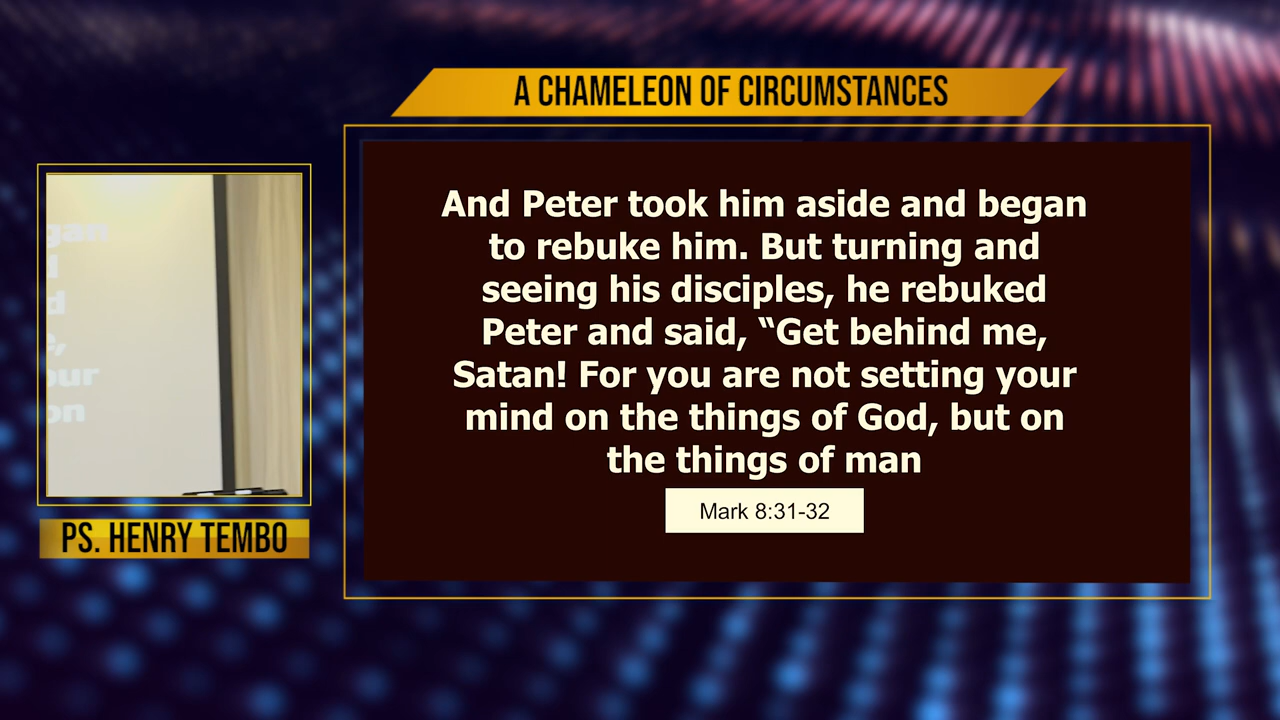 A CHAMELEON OF CIRCUMSTANCES
And Peter took him aside and began
to rebuke him. But turning and
seeing his disciples, he rebuked
Peter and said, “Get behind me,
Satan! For you are not setting your
mind on the things of God, but on
the things of man
Mark 8:31-32
PS. HENRY TEMBO